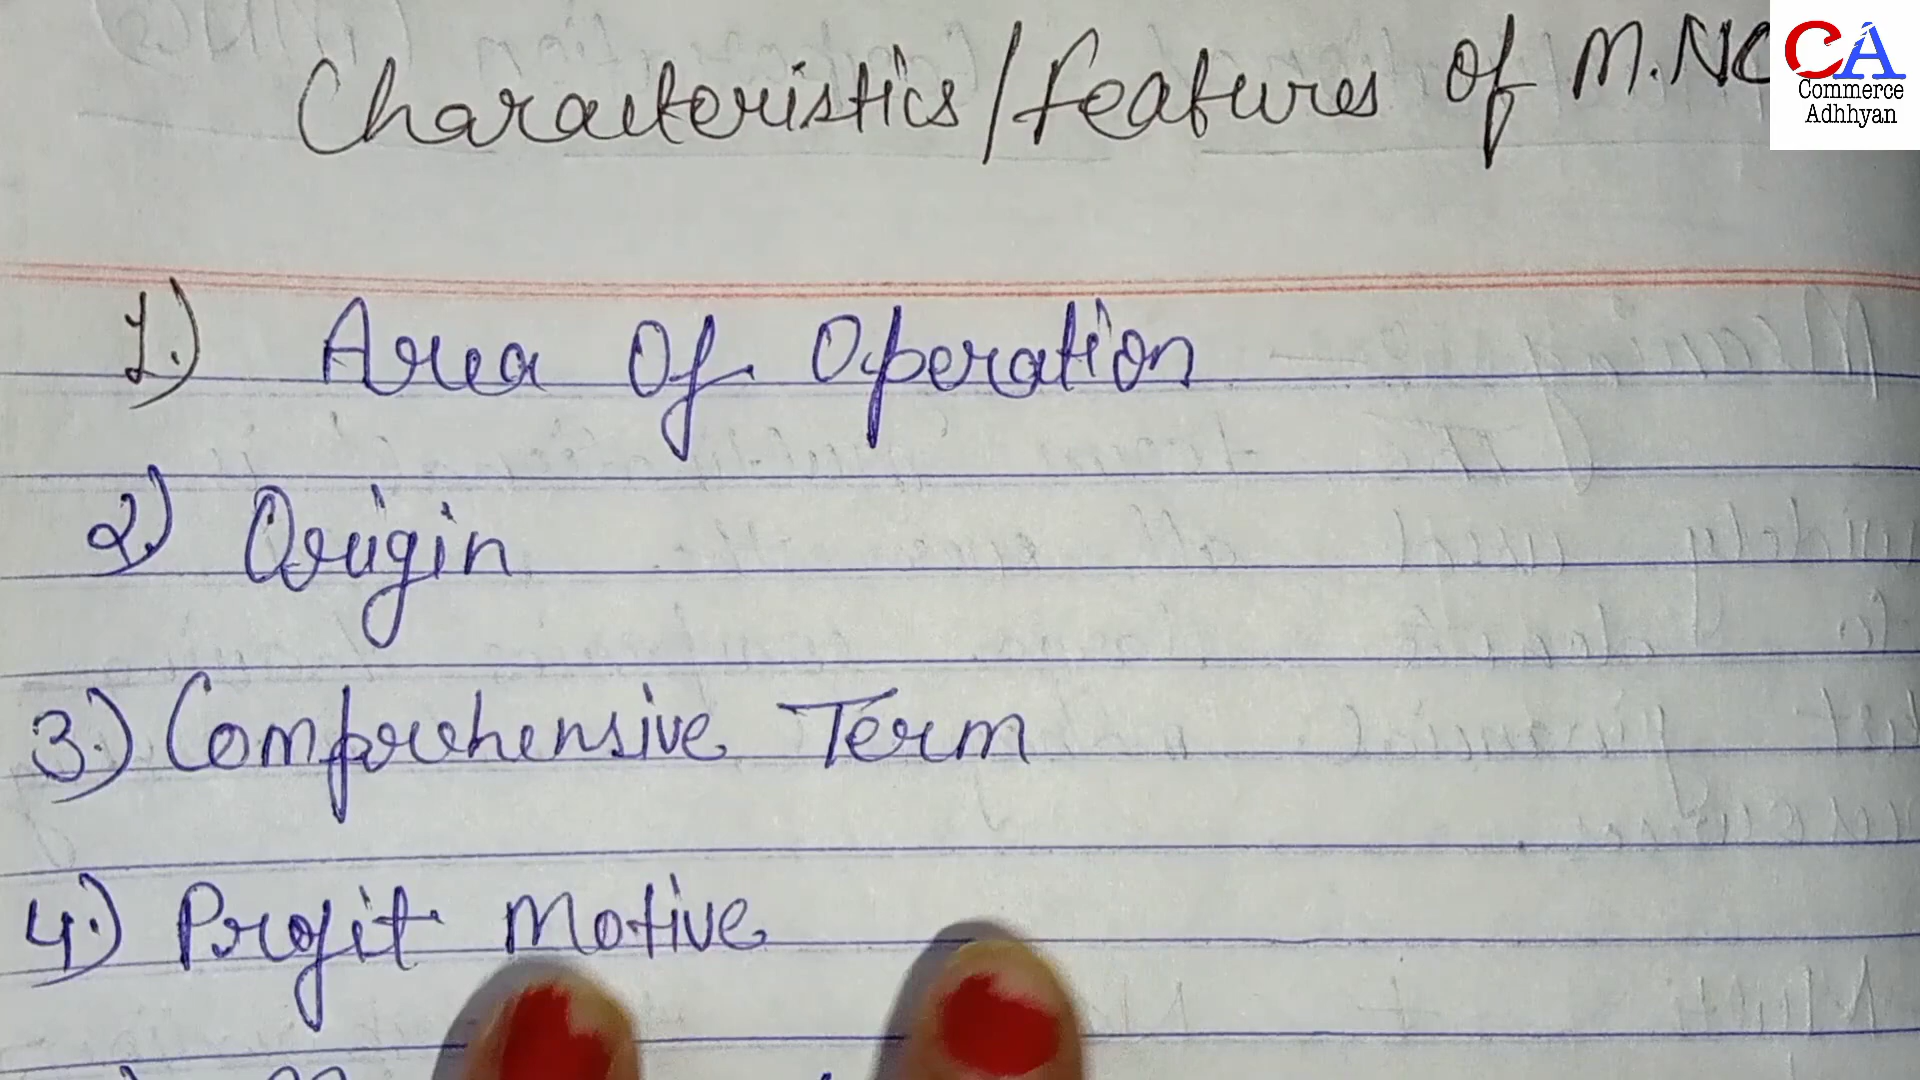 Characteristics/Features Of M.NC
CA
Commerce
Adhhyan
1.) Area Of Operation
2.) Origin
3.) Comprehensive Term
4.) Profit Motive